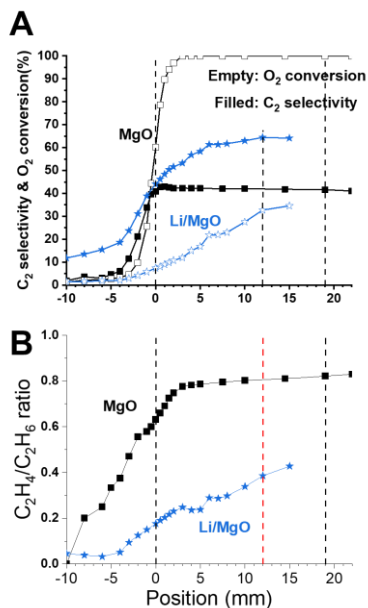 A
C₂ selectivity & O₂ conversion(%)
100
90
80
70
60
50
40
30
20
10
0
Empty: O₂ conversion
Filled: C₂ selectivity
MgO
Li/MgO
-10
-5
0
5
10
15
20
B
C₂H₄/C₂H₆ ratio
1.0
0.8
0.6
0.4
0.2
0.0
MgO
Li/MgO
-10
-5
0
5
10
15
20
Position (mm)